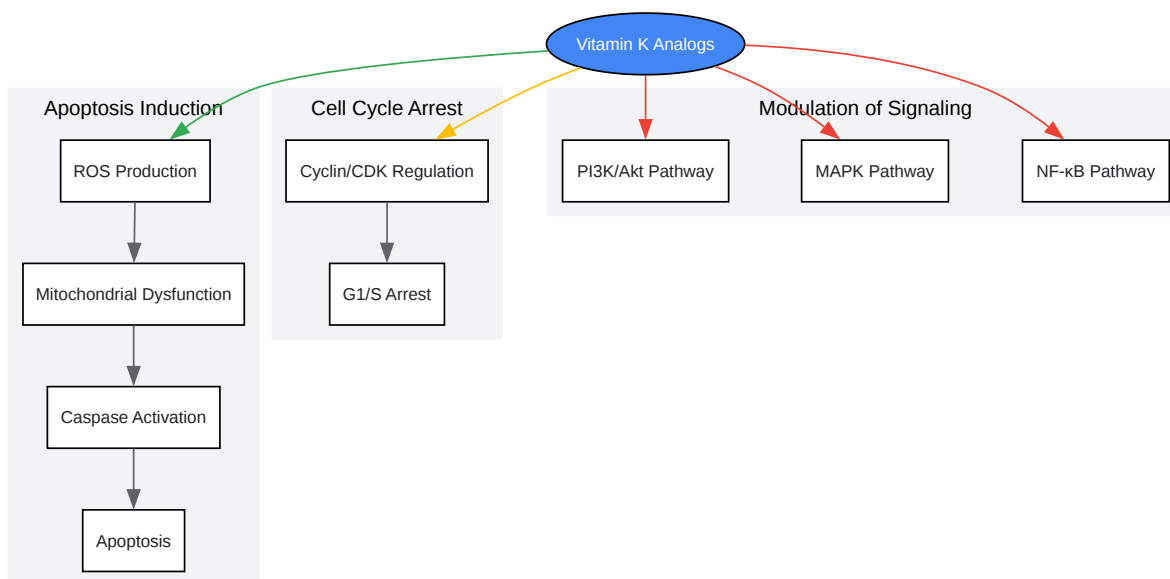 Vitamin K Analogs
Apoptosis Induction
Cell Cycle Arrest
Modulation of Signaling
ROS Production
Cyclin/CDK Regulation
PI3K/Akt Pathway
MAPK Pathway
NF-κB Pathway
Mitochondrial Dysfunction
G1/S Arrest
Caspase Activation
Apoptosis